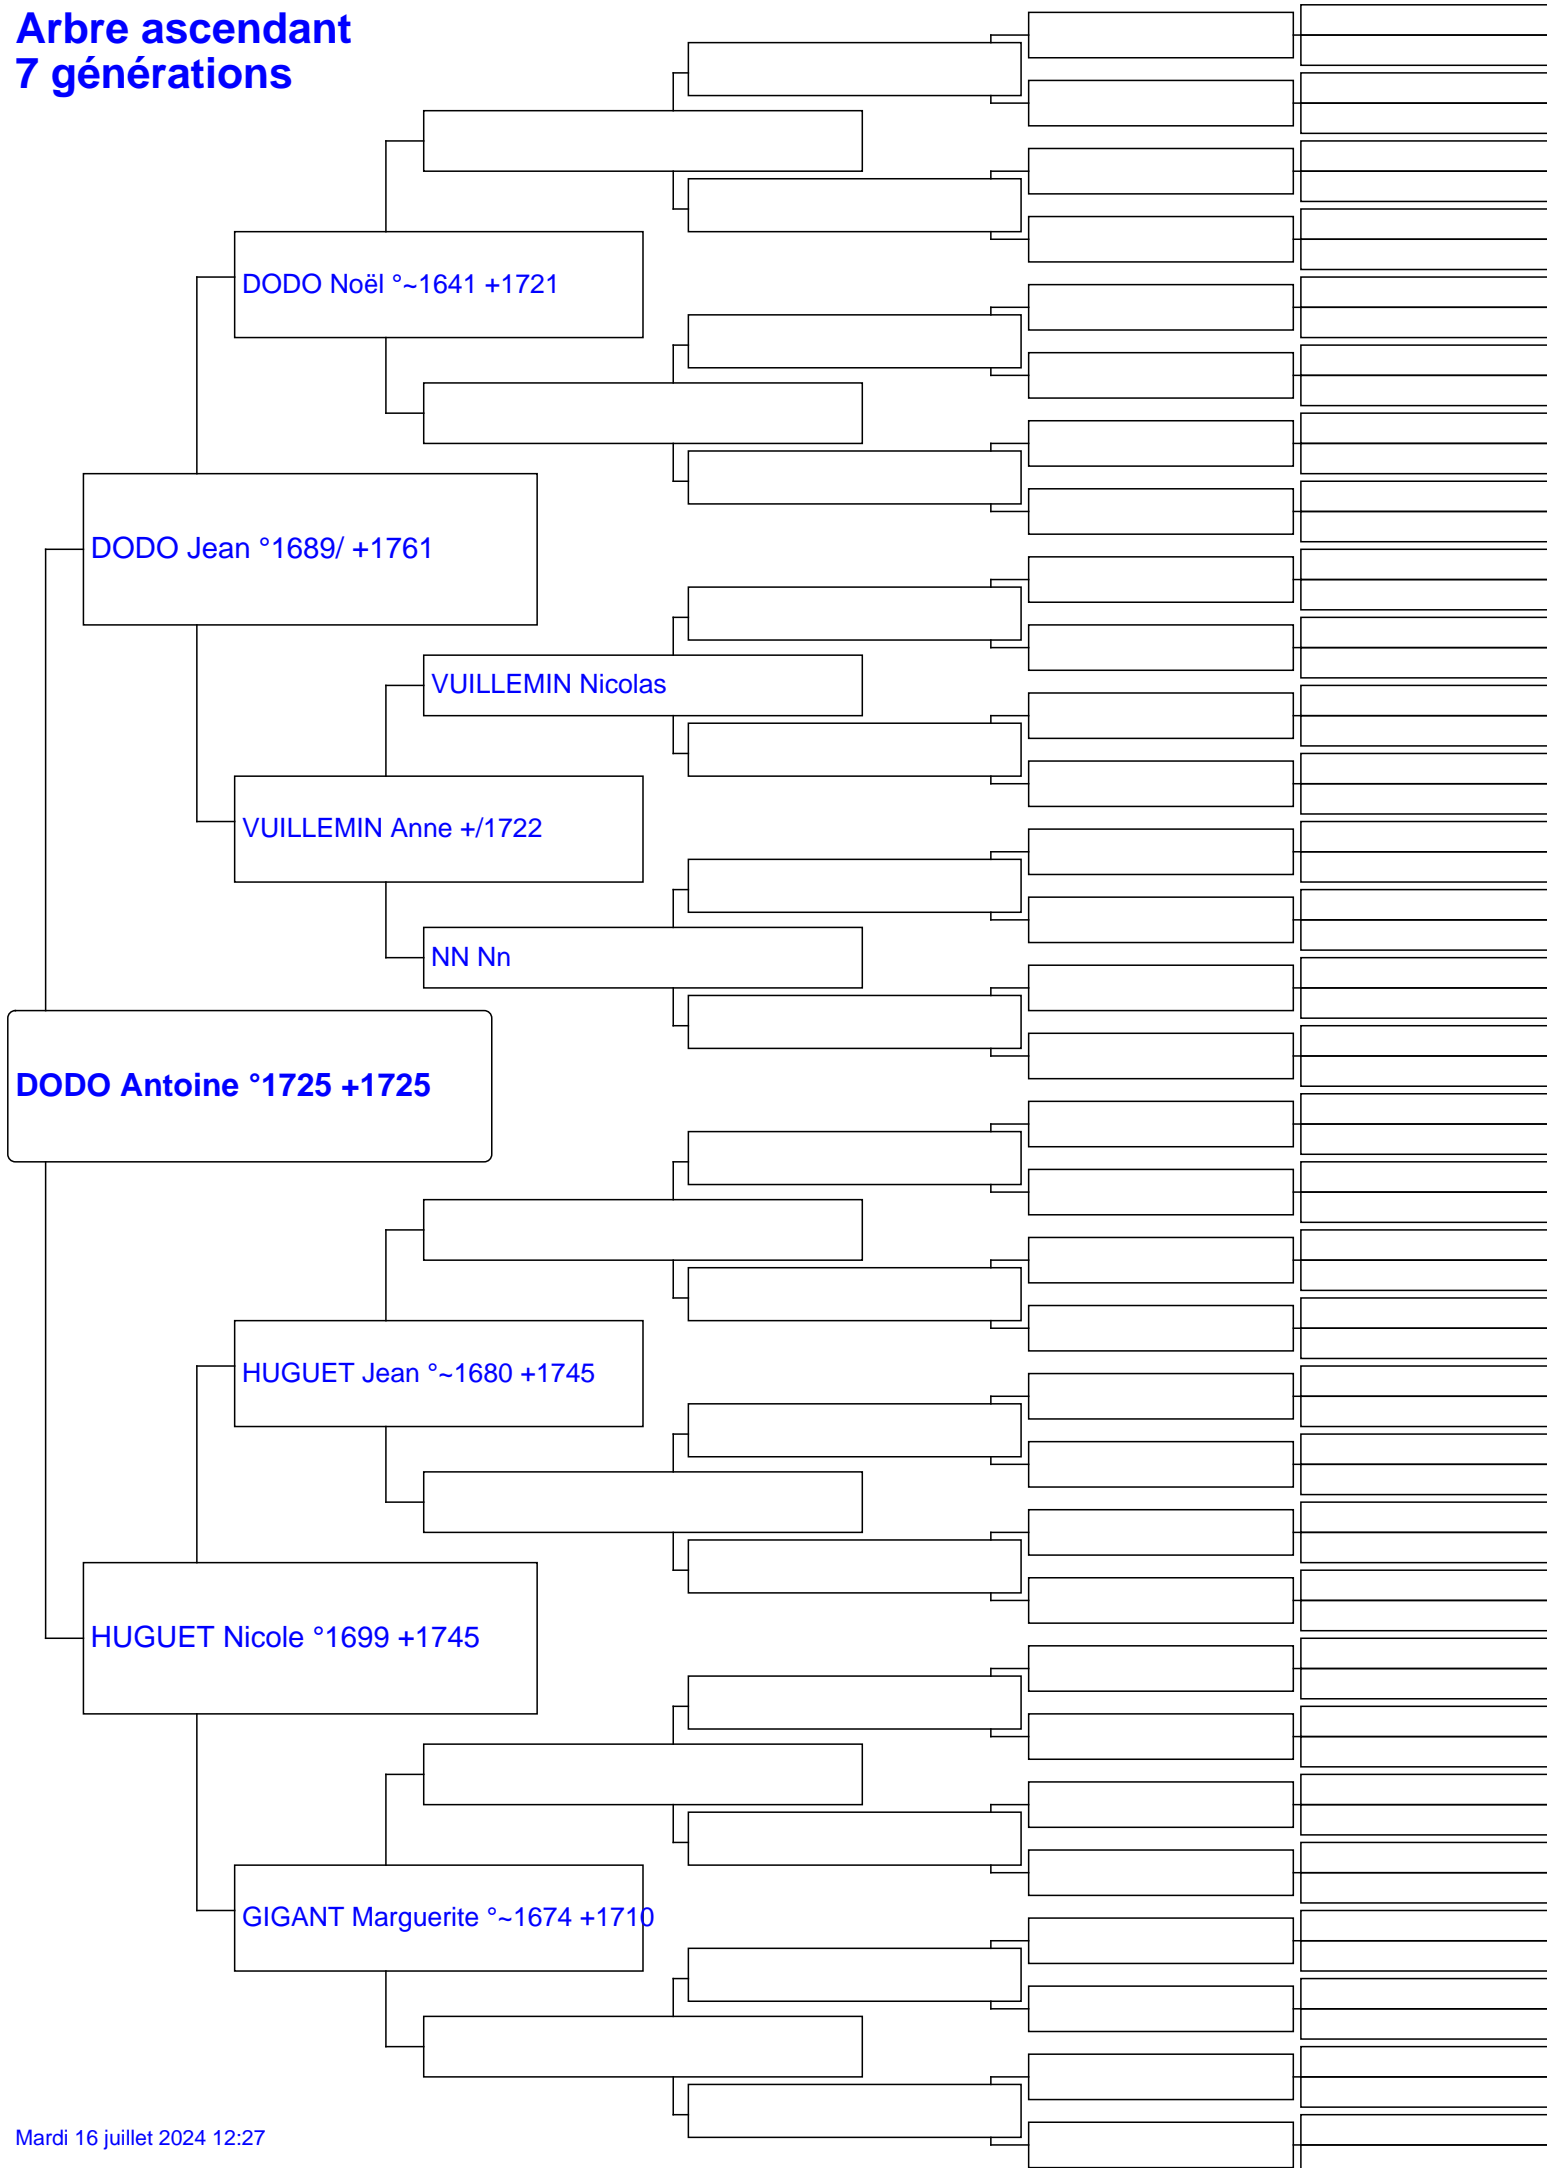 Arbre ascendant
7 générations
DODO Noël °~1641 +1721
DODO Jean °1689/ +1761
VUILLEMIN Nicolas
VUILLEMIN Anne +/1722
NN Nn
DODO Antoine °1725 +1725
HUGUET Jean °~1680 +1745
HUGUET Nicole °1699 +1745
GIGANT Marguerite °~1674 +1710
Mardi 16 juillet 2024 12:27